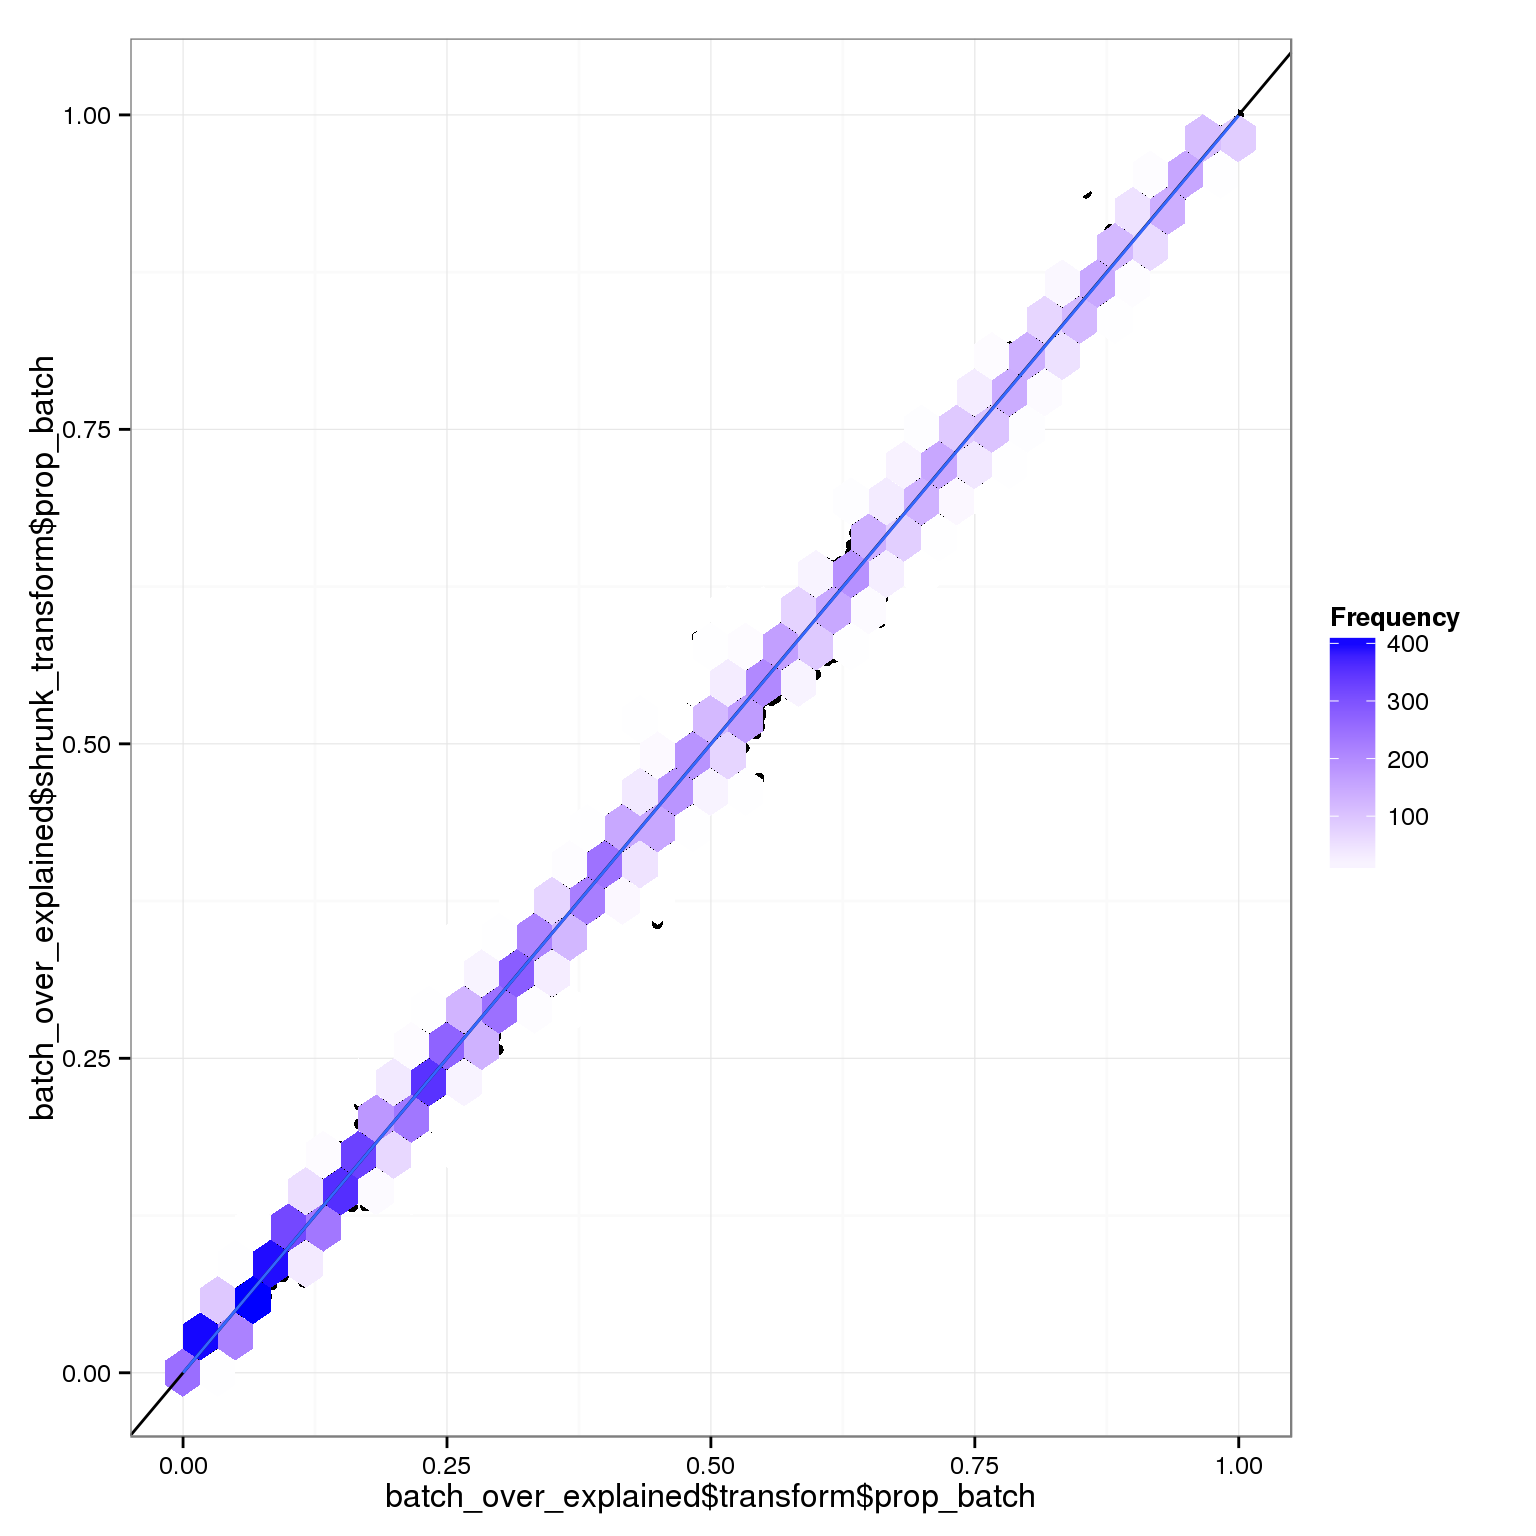 1.00
0.75
0.50
0.25
0.00
batch_over_explained$shrunk_transform$prop_batch
0.00 0.25 0.50 0.75 1.00
batch_over_explained$transform$prop_batch
Frequency
400
300
200
100